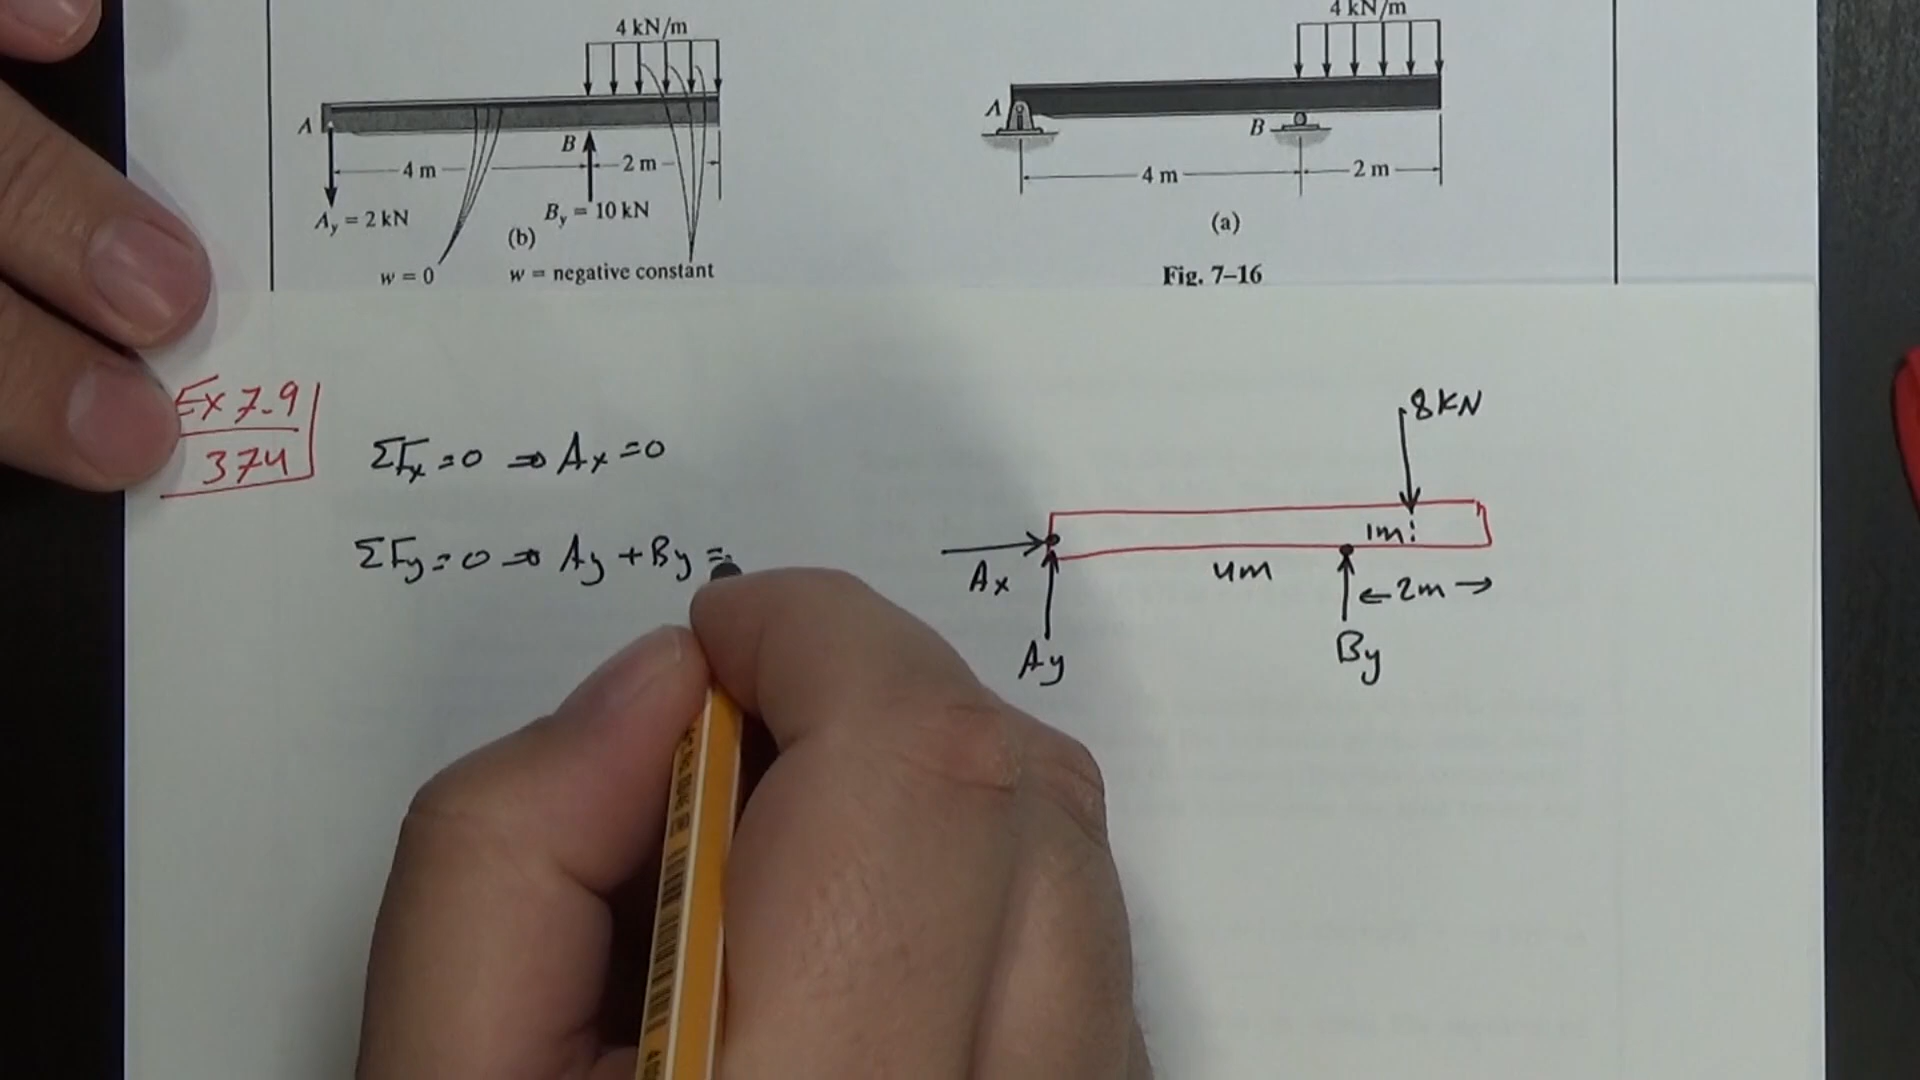 4 kN/m
A
B
4 m
2 m
A_y = 2 kN
B_y = 10 kN
(b)
w = 0
w = negative constant
4 kN/m
A
B
4 m
2 m
(a)
Fig. 7–16
Ex 7.9
374
ΣFx = 0 ⇒ Ax = 0
ΣFy = 0 ⇒ Ay + By =
8 KN
1m
Ax
4m
←2m→
Ay
By